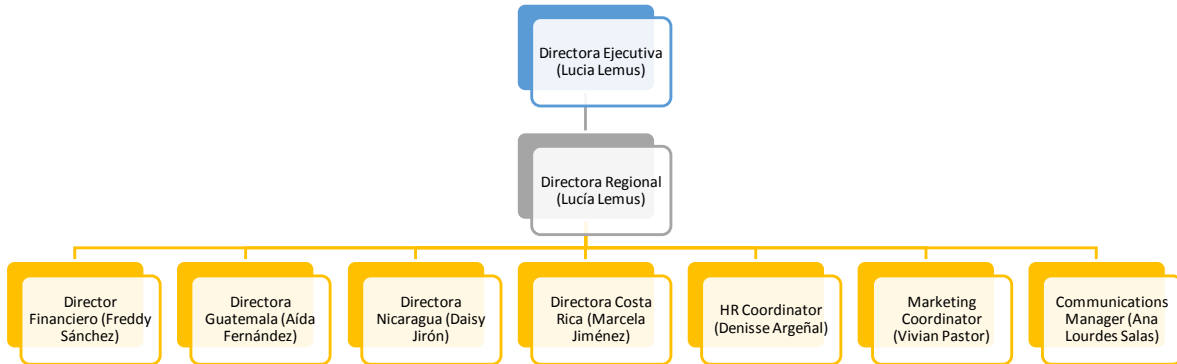 Directora Ejecutiva
(Lucia Lemus)
Directora Regional
(Lucía Lemus)
Director
Financiero (Freddy
Sánchez)
Directora
Guatemala (Aída
Fernández)
Directora
Nicaragua (Daisy
Jirón)
Directora Costa
Rica (Marcela
Jiménez)
HR Coordinator
(Denisse Argeñal)
Marketing
Coordinator
(Vivian Pastor)
Communications
Manager (Ana
Lourdes Salas)